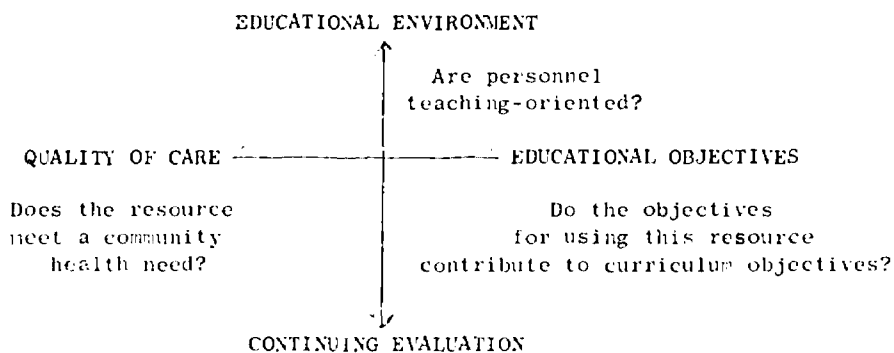 EDUCATIONAL ENVIRONMENT
Are personnel
teaching-oriented?
QUALITY OF CARE
EDUCATIONAL OBJECTIVES
Does the resource
meet a community
health need?
Do the objectives
for using this resource
contribute to curriculum objectives?
CONTINUING EVALUATION